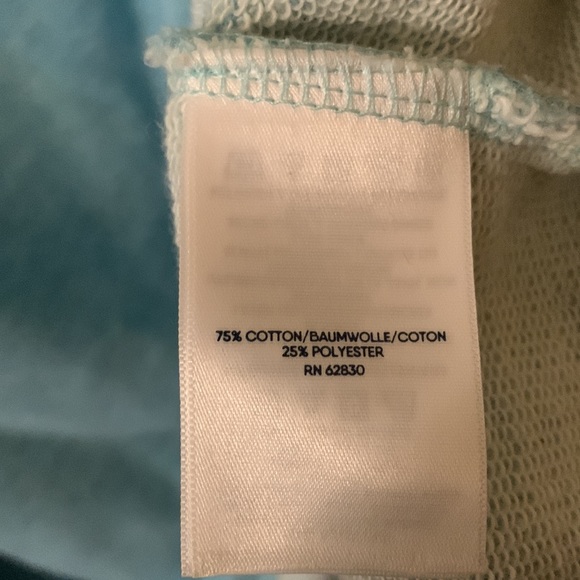 75% COTTON/BAUMWOLLE/COTON
25% POLYESTER
RN 62830